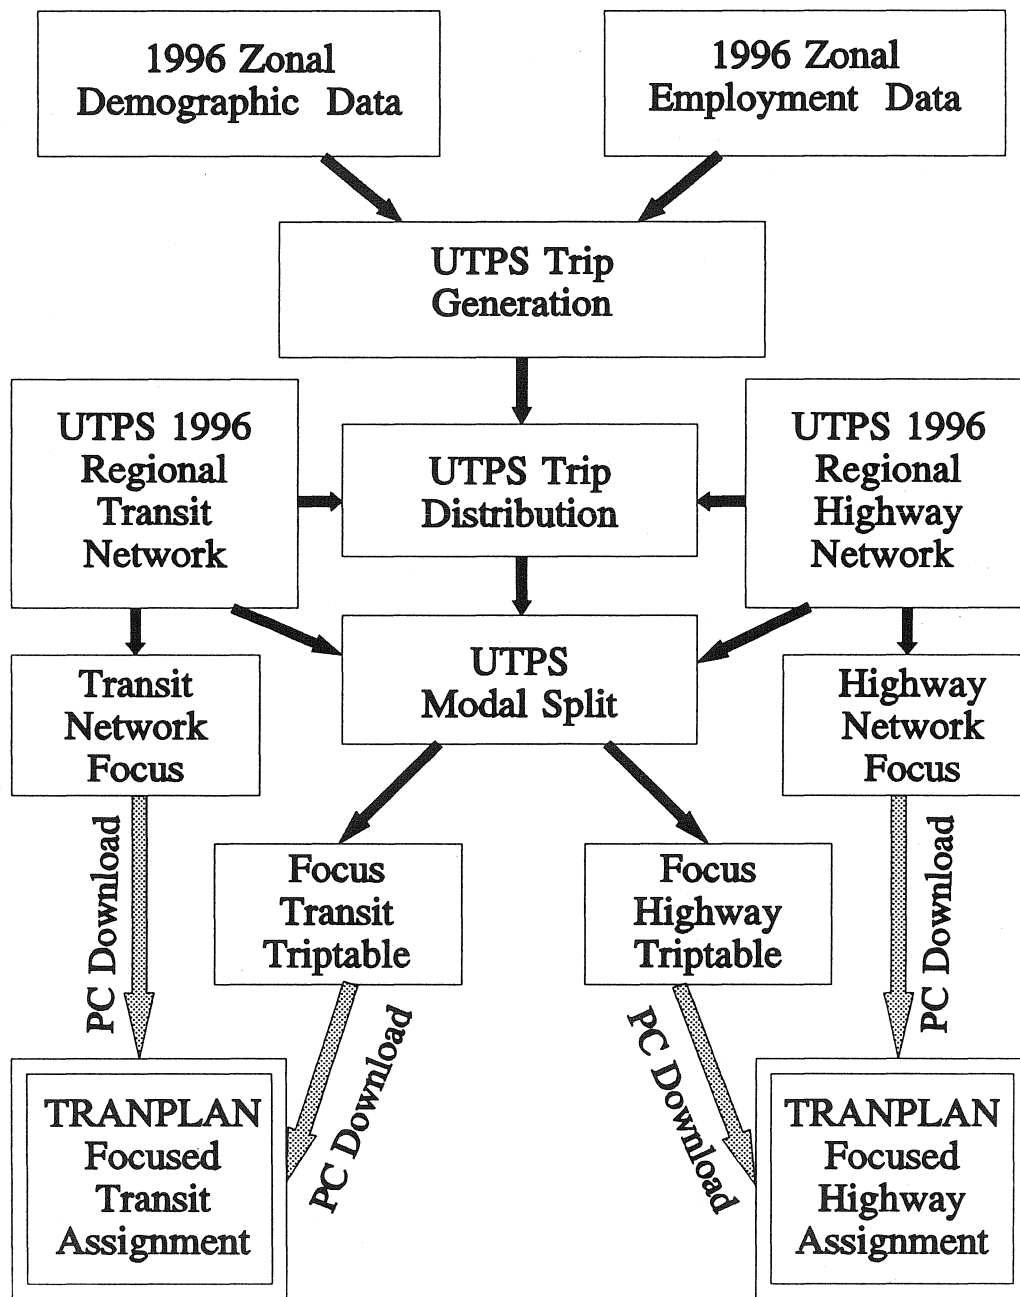 1996 Zonal
Demographic Data
1996 Zonal
Employment Data
UTPS Trip
Generation
UTPS 1996
Regional
Transit
Network
UTPS Trip
Distribution
UTPS 1996
Regional
Highway
Network
Transit
Network
Focus
UTPS
Modal Split
Highway
Network
Focus
PC Download
Focus
Transit
Triptable
Focus
Highway
Triptable
PC Download
PC Download
PC Download
TRANPLAN
Focused
Transit
Assignment
TRANPLAN
Focused
Highway
Assignment